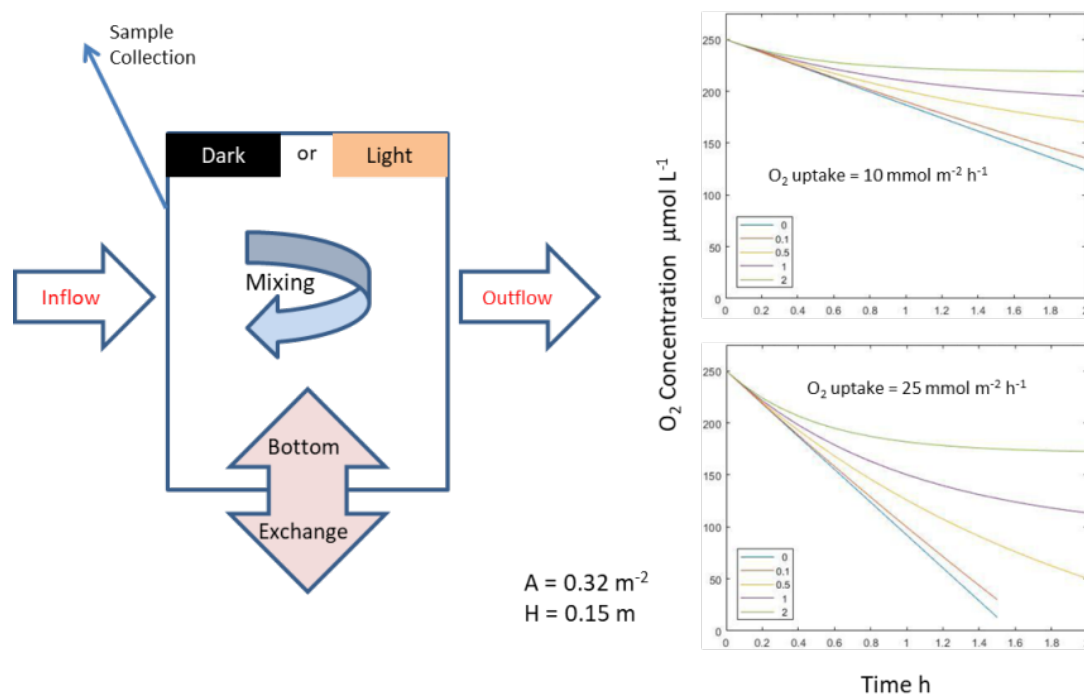 Sample
Collection
Dark
or
Light
Mixing
Inflow
Outflow
Bottom
Exchange
A = 0.32 m⁻²
H = 0.15 m
O₂ Concentration µmol L⁻¹
250
200
150
100
50
0
O₂ uptake = 10 mmol m⁻² h⁻¹
0
0.1
0.5
1
2
0 0.2 0.4 0.6 0.8 1 1.2 1.4 1.6 1.8 2
250
200
150
100
50
0
O₂ uptake = 25 mmol m⁻² h⁻¹
0
0.1
0.5
1
2
0 0.2 0.4 0.6 0.8 1 1.2 1.4 1.6 1.8
Time h